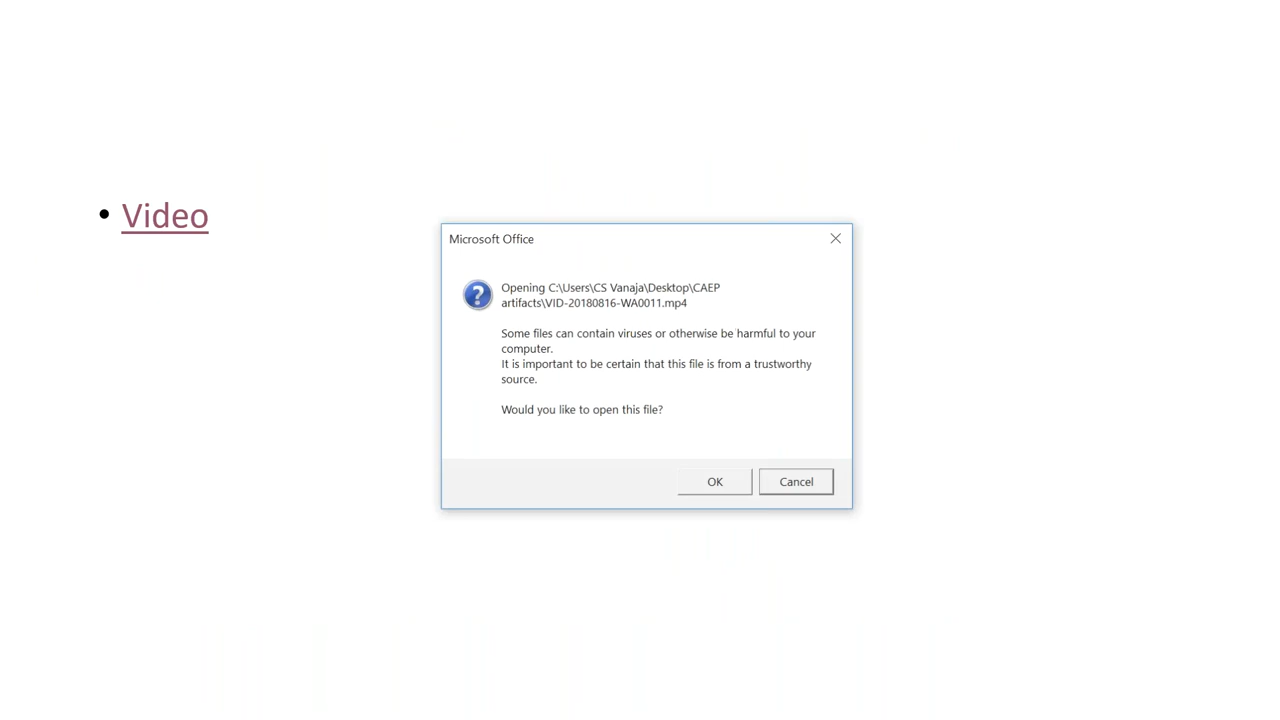 • Video
Microsoft Office
Opening C:\Users\CS Vanaja\Desktop\CAEP
artifacts\VID-20180816-WA0011.mp4
Some files can contain viruses or otherwise be harmful to your
computer.
It is important to be certain that this file is from a trustworthy
source.
Would you like to open this file?
OK
Cancel